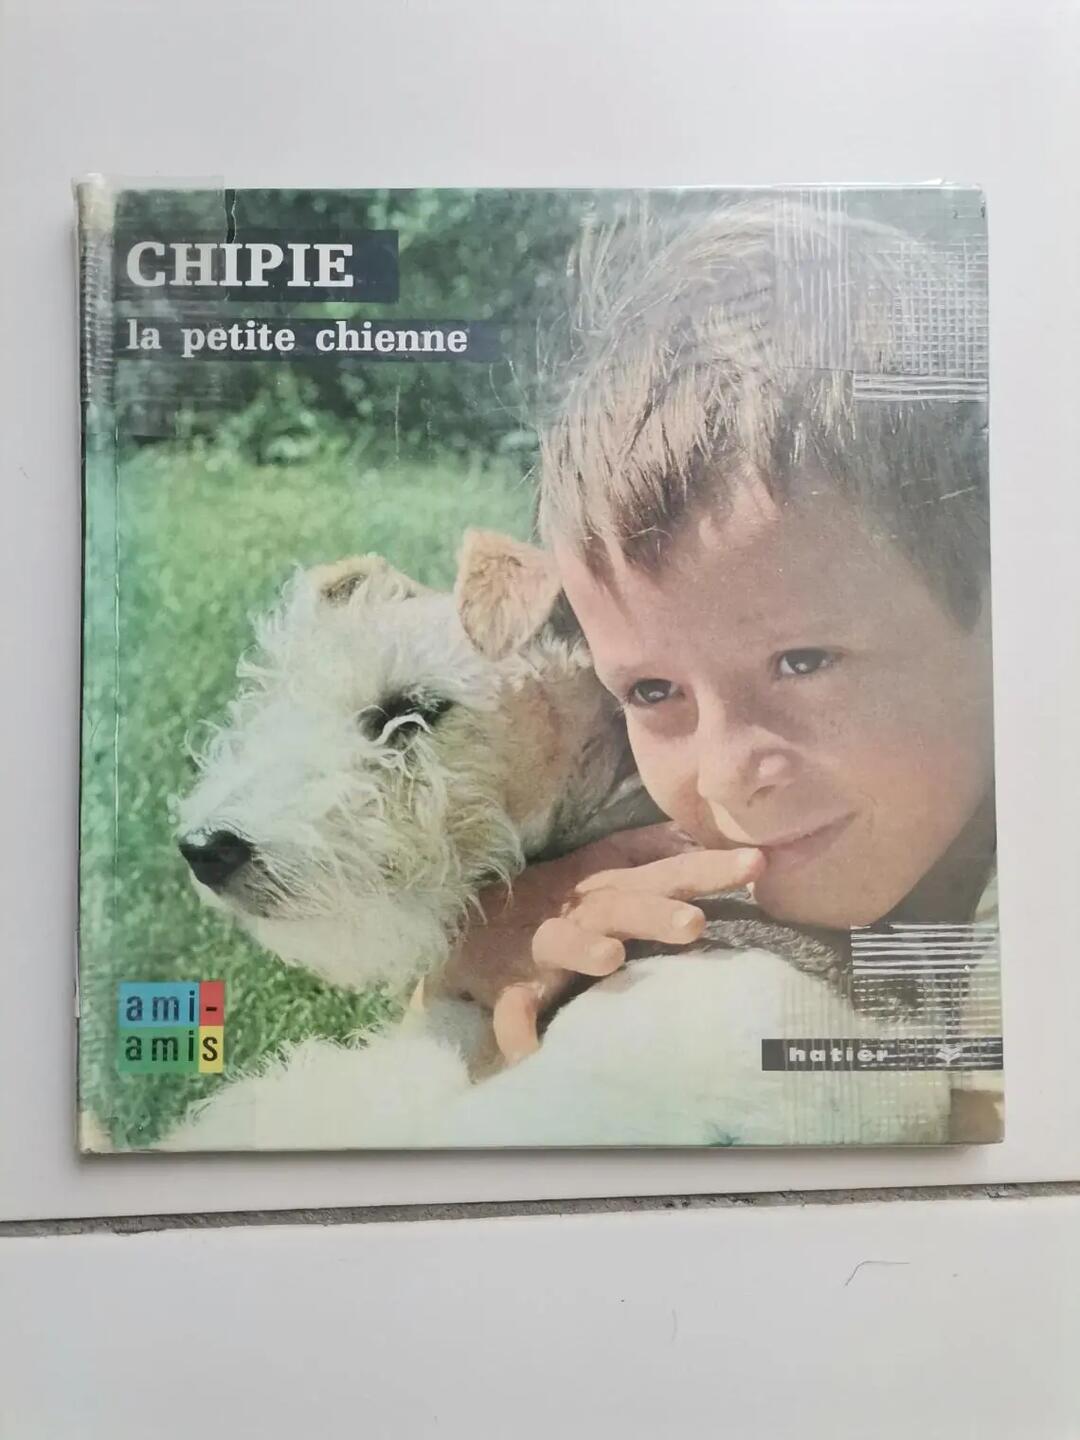 CHIPIE
la petite chienne
ami-
amis
hatier